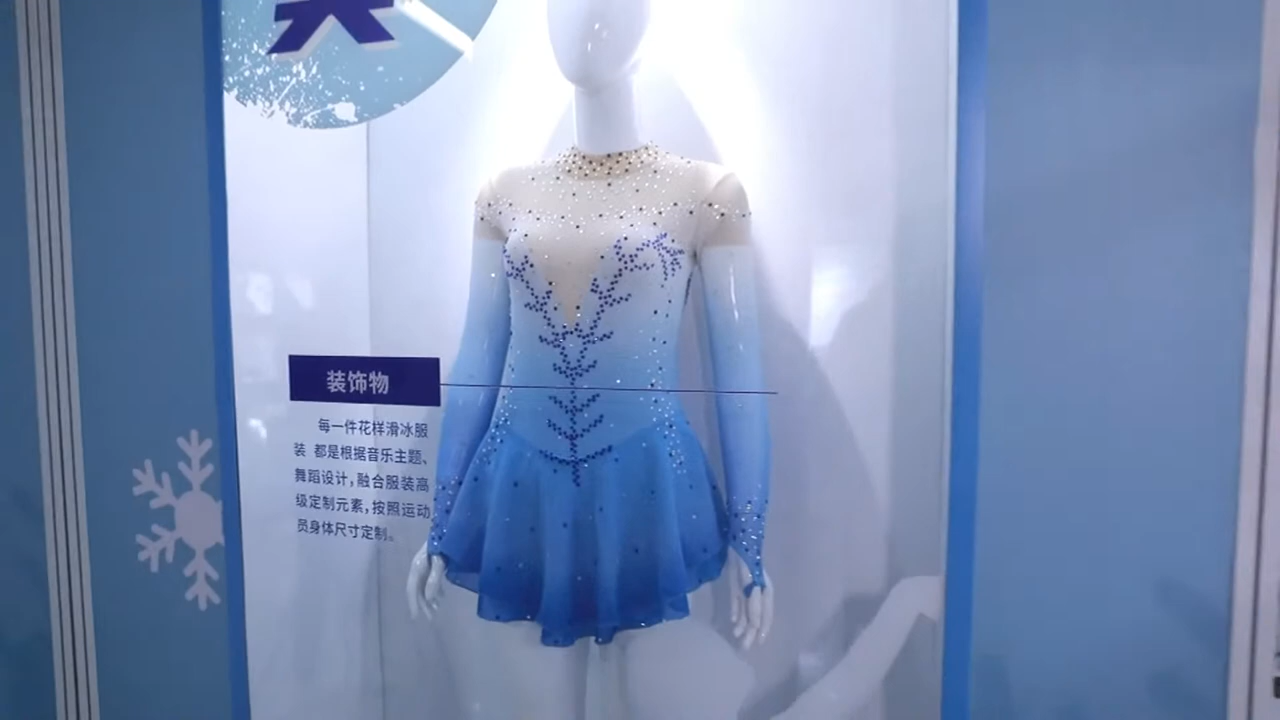 装饰物
每一件花样滑冰服
装 都是根据音乐主题、
舞蹈设计,融合服装高
级定制元素,按照运动
员身体尺寸定制。